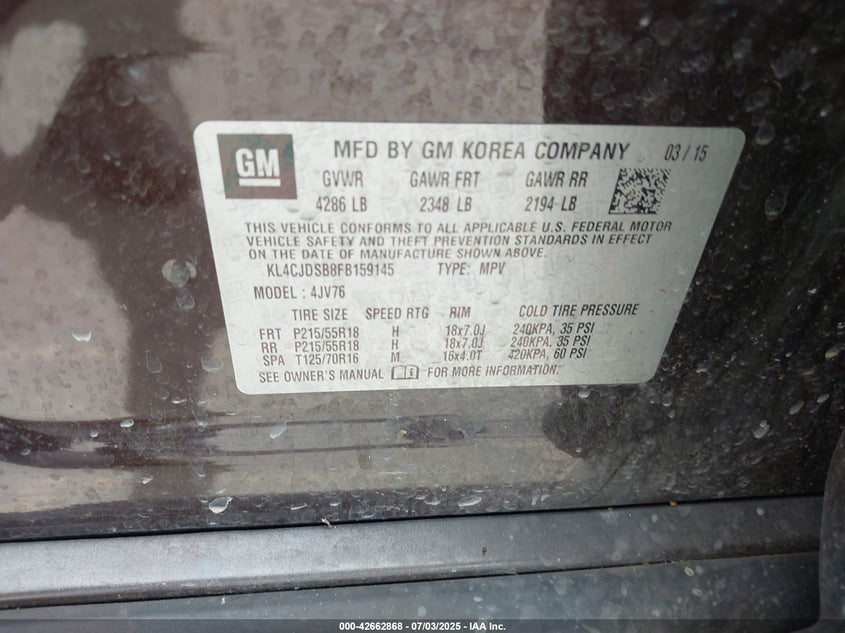 GM MFD BY GM KOREA COMPANY 03/15
GVWR GAWR FRT GAWR RR
4286 LB 2348 LB 2194 LB
THIS VEHICLE CONFORMS TO ALL APPLICABLE U.S. FEDERAL MOTOR
VEHICLE SAFETY AND THEFT PREVENTION STANDARDS IN EFFECT
ON THE DATE OF MANUFACTURE SHOWN ABOVE.
KL4CJDSB8FB159145 TYPE: MPV
MODEL : 4JV76
TIRE SIZE SPEED RTG RIM COLD TIRE PRESSURE
FRT P215/55R18 H 18x7.0J 240KPA, 35 PSI
RR P215/55R18 H 18x7.0J 240KPA, 35 PSI
SPA T125/70R16 M 16x4.0T 420KPA, 60 PSI
SEE OWNER'S MANUAL FOR MORE INFORMATION.
000-42662868 - 07/03/2025 - IAA Inc.